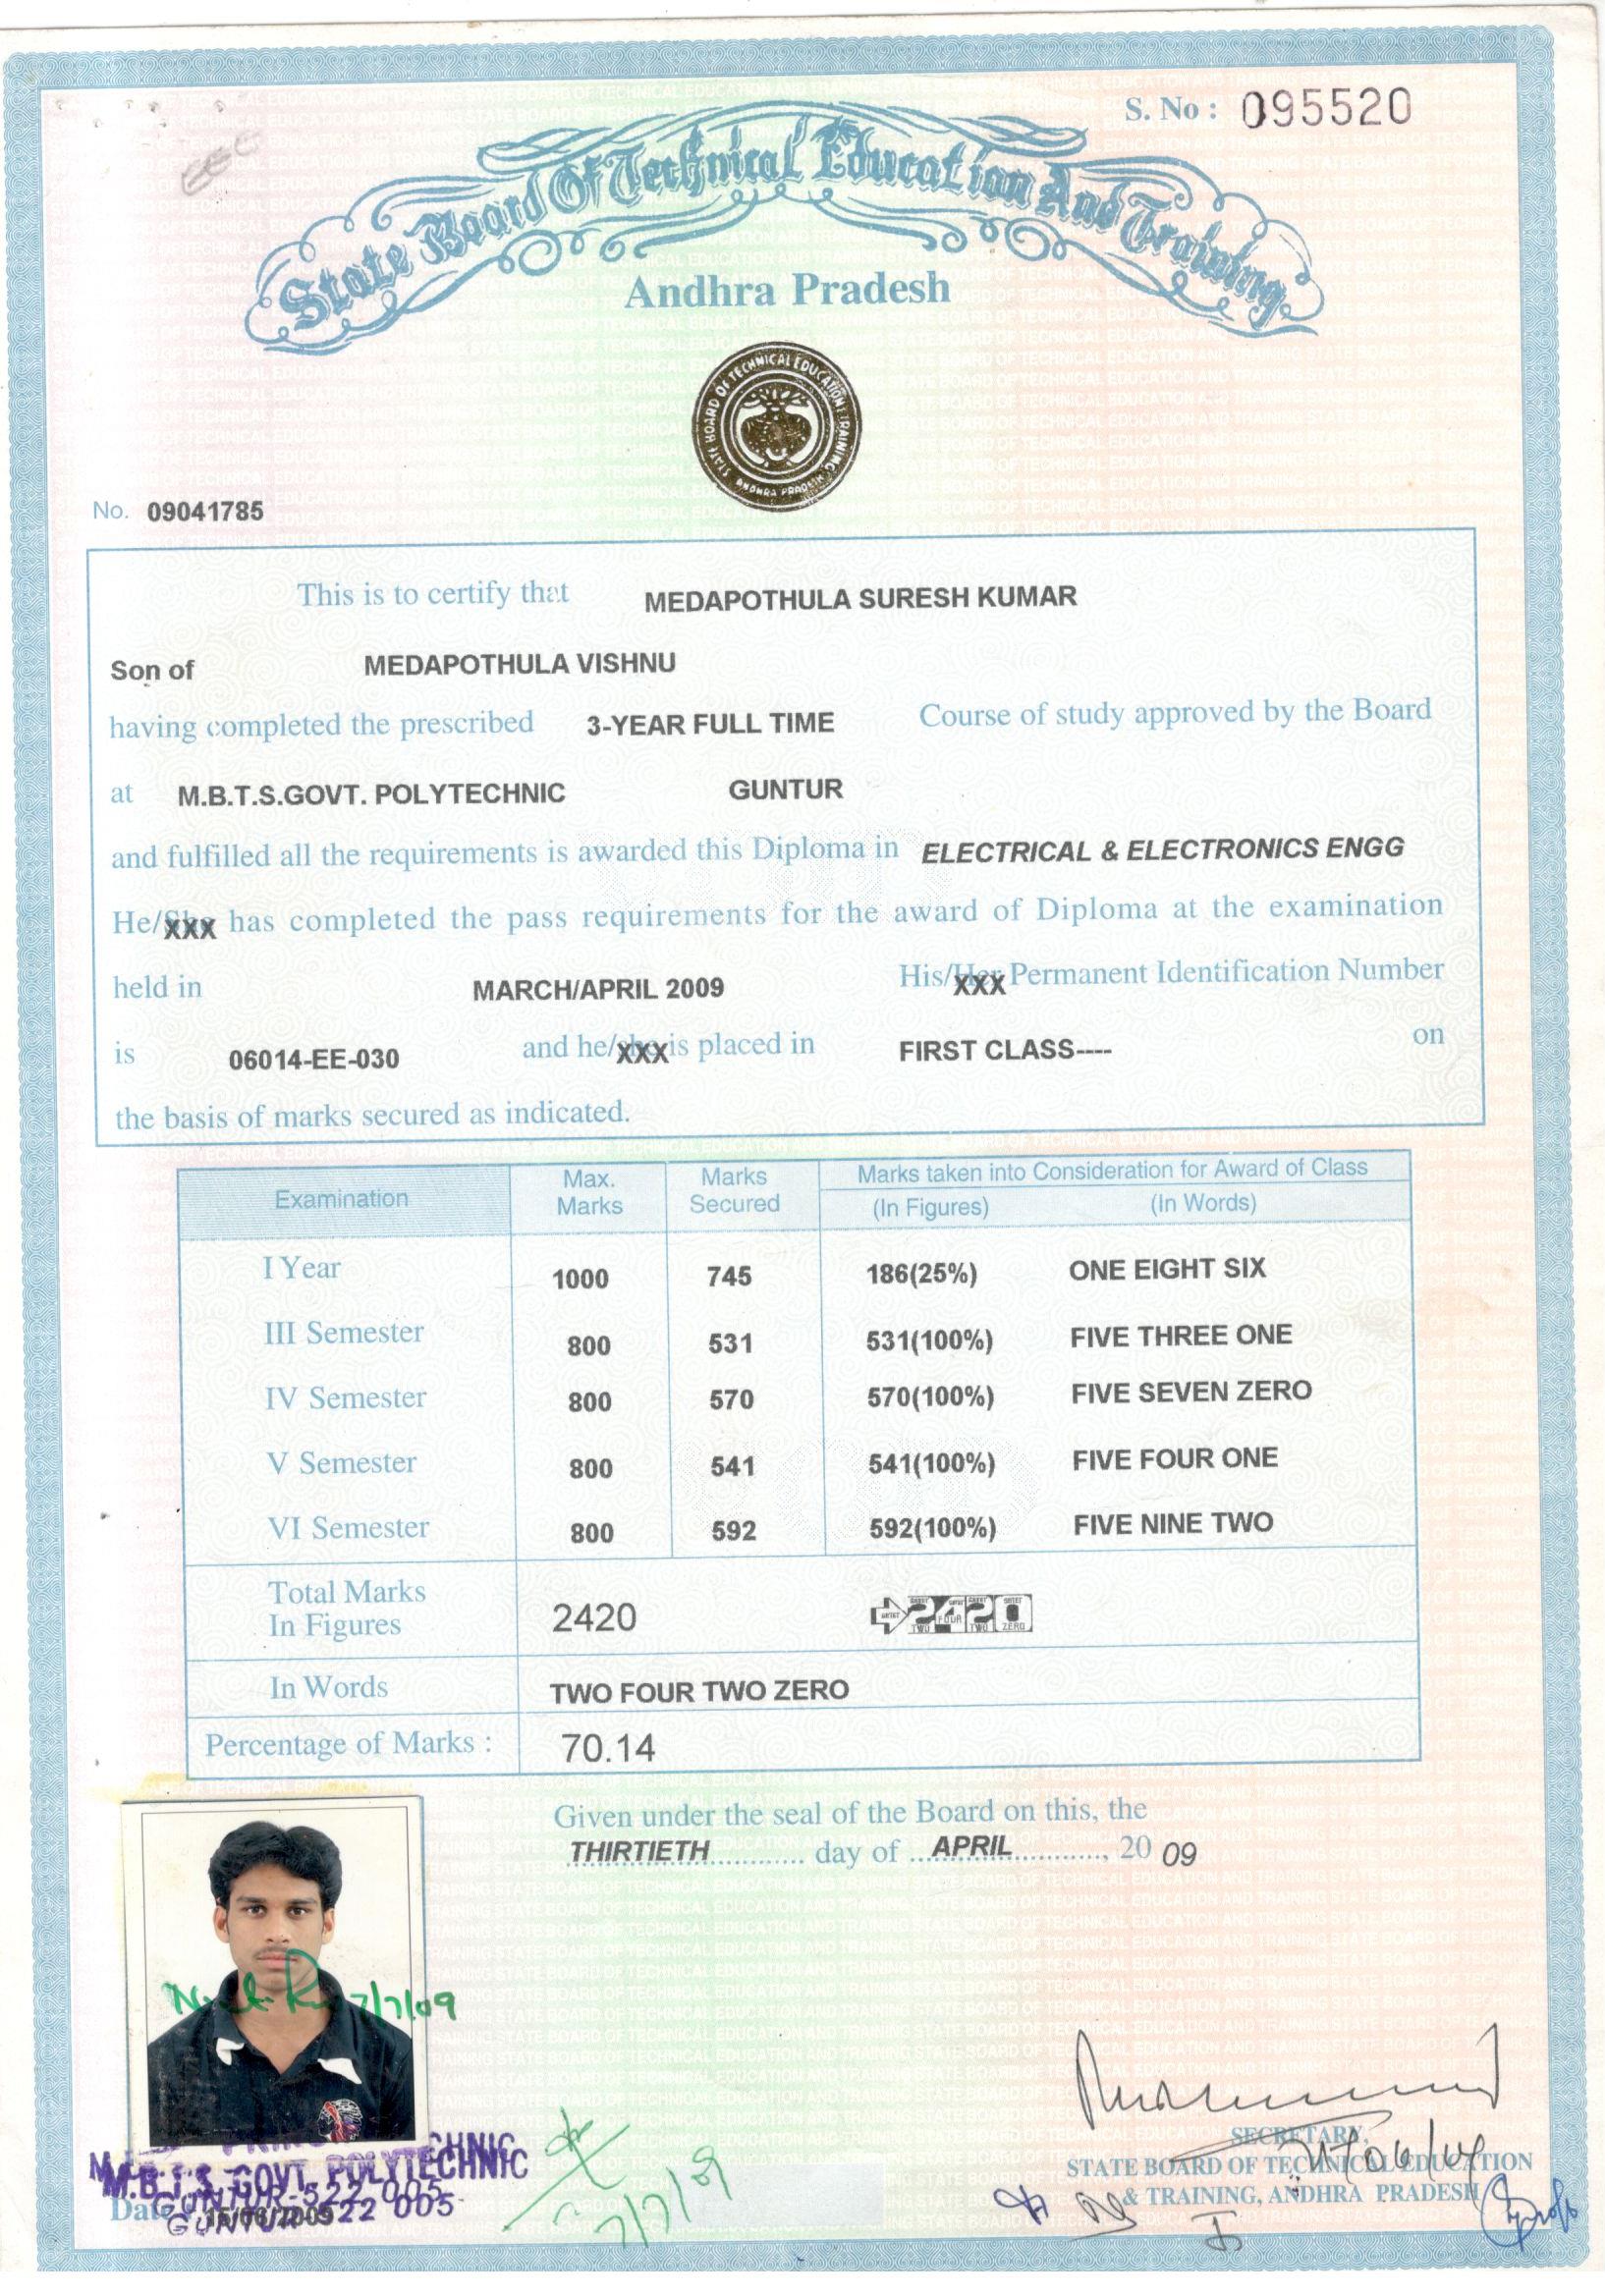 S. No : 095520
EEE
State Board Of Technical Education And Training
Andhra Pradesh
STATE BOARD OF TECHNICAL EDUCATION TRAINING
ANDHRA PRADESH
No. 09041785
This is to certify that MEDAPOTHULA SURESH KUMAR
Son of MEDAPOTHULA VISHNU
having completed the prescribed 3-YEAR FULL TIME Course of study approved by the Board
at M.B.T.S.GOVT. POLYTECHNIC GUNTUR
and fulfilled all the requirements is awarded this Diploma in ELECTRICAL & ELECTRONICS ENGG
He/XXX has completed the pass requirements for the award of Diploma at the examination
held in MARCH/APRIL 2009 His/XXX Permanent Identification Number
is 06014-EE-030 and he/XXX is placed in FIRST CLASS---- on
the basis of marks secured as indicated.
Examination Max. Marks Marks Secured Marks taken into Consideration for Award of Class
(In Figures) (In Words)
I Year 1000 745 186(25%) ONE EIGHT SIX
III Semester 800 531 531(100%) FIVE THREE ONE
IV Semester 800 570 570(100%) FIVE SEVEN ZERO
V Semester 800 541 541(100%) FIVE FOUR ONE
VI Semester 800 592 592(100%) FIVE NINE TWO
Total Marks
In Figures 2420 2420
In Words TWO FOUR TWO ZERO
Percentage of Marks : 70.14
Given under the seal of the Board on this, the
THIRTIETH day of APRIL, 20 09
7/7/09
M.B.T.S. GOVT. POLYTECHNIC
GUNTUR-522 005
Date
7/7/09
SECRETARY,
STATE BOARD OF TECHNICAL EDUCATION
& TRAINING, ANDHRA PRADESH